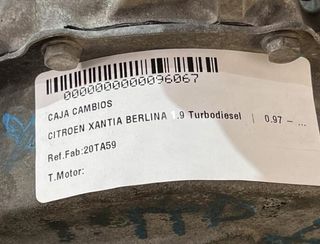 0000000000096067
CAJA CAMBIOS
CITROEN XANTIA BERLINA 1.9 Turbodiesel | 0.97 - ...
Ref.Fab:20TA59
T.Motor: